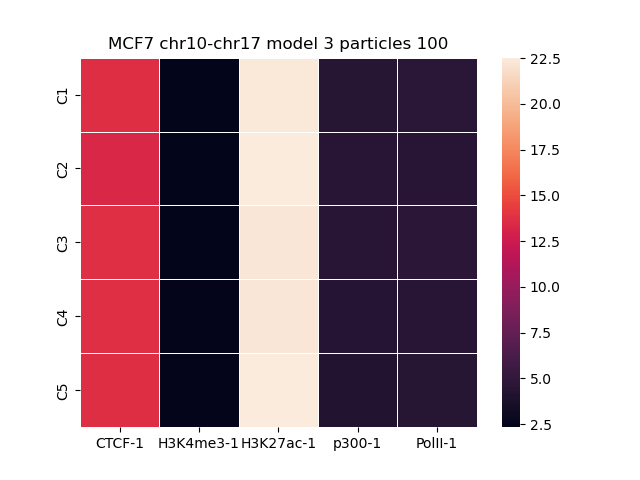 MCF7 chr10-chr17 model 3 particles 100
C1
C2
C3
C4
C5
CTCF-1 H3K4me3-1 H3K27ac-1 p300-1 PolII-1
22.5
20.0
17.5
15.0
12.5
10.0
7.5
5.0
2.5